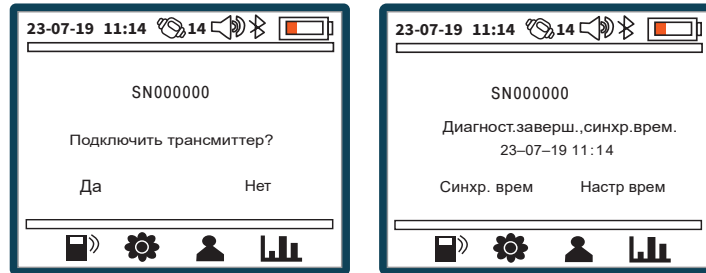 23-07-19 11:14 14
SN000000
Подключить трансмиттер?
Да Нет
23-07-19 11:14 14
SN000000
Диагност.заверш.,синхр.врем.
23–07–19 11:14
Синхр. врем Настр врем